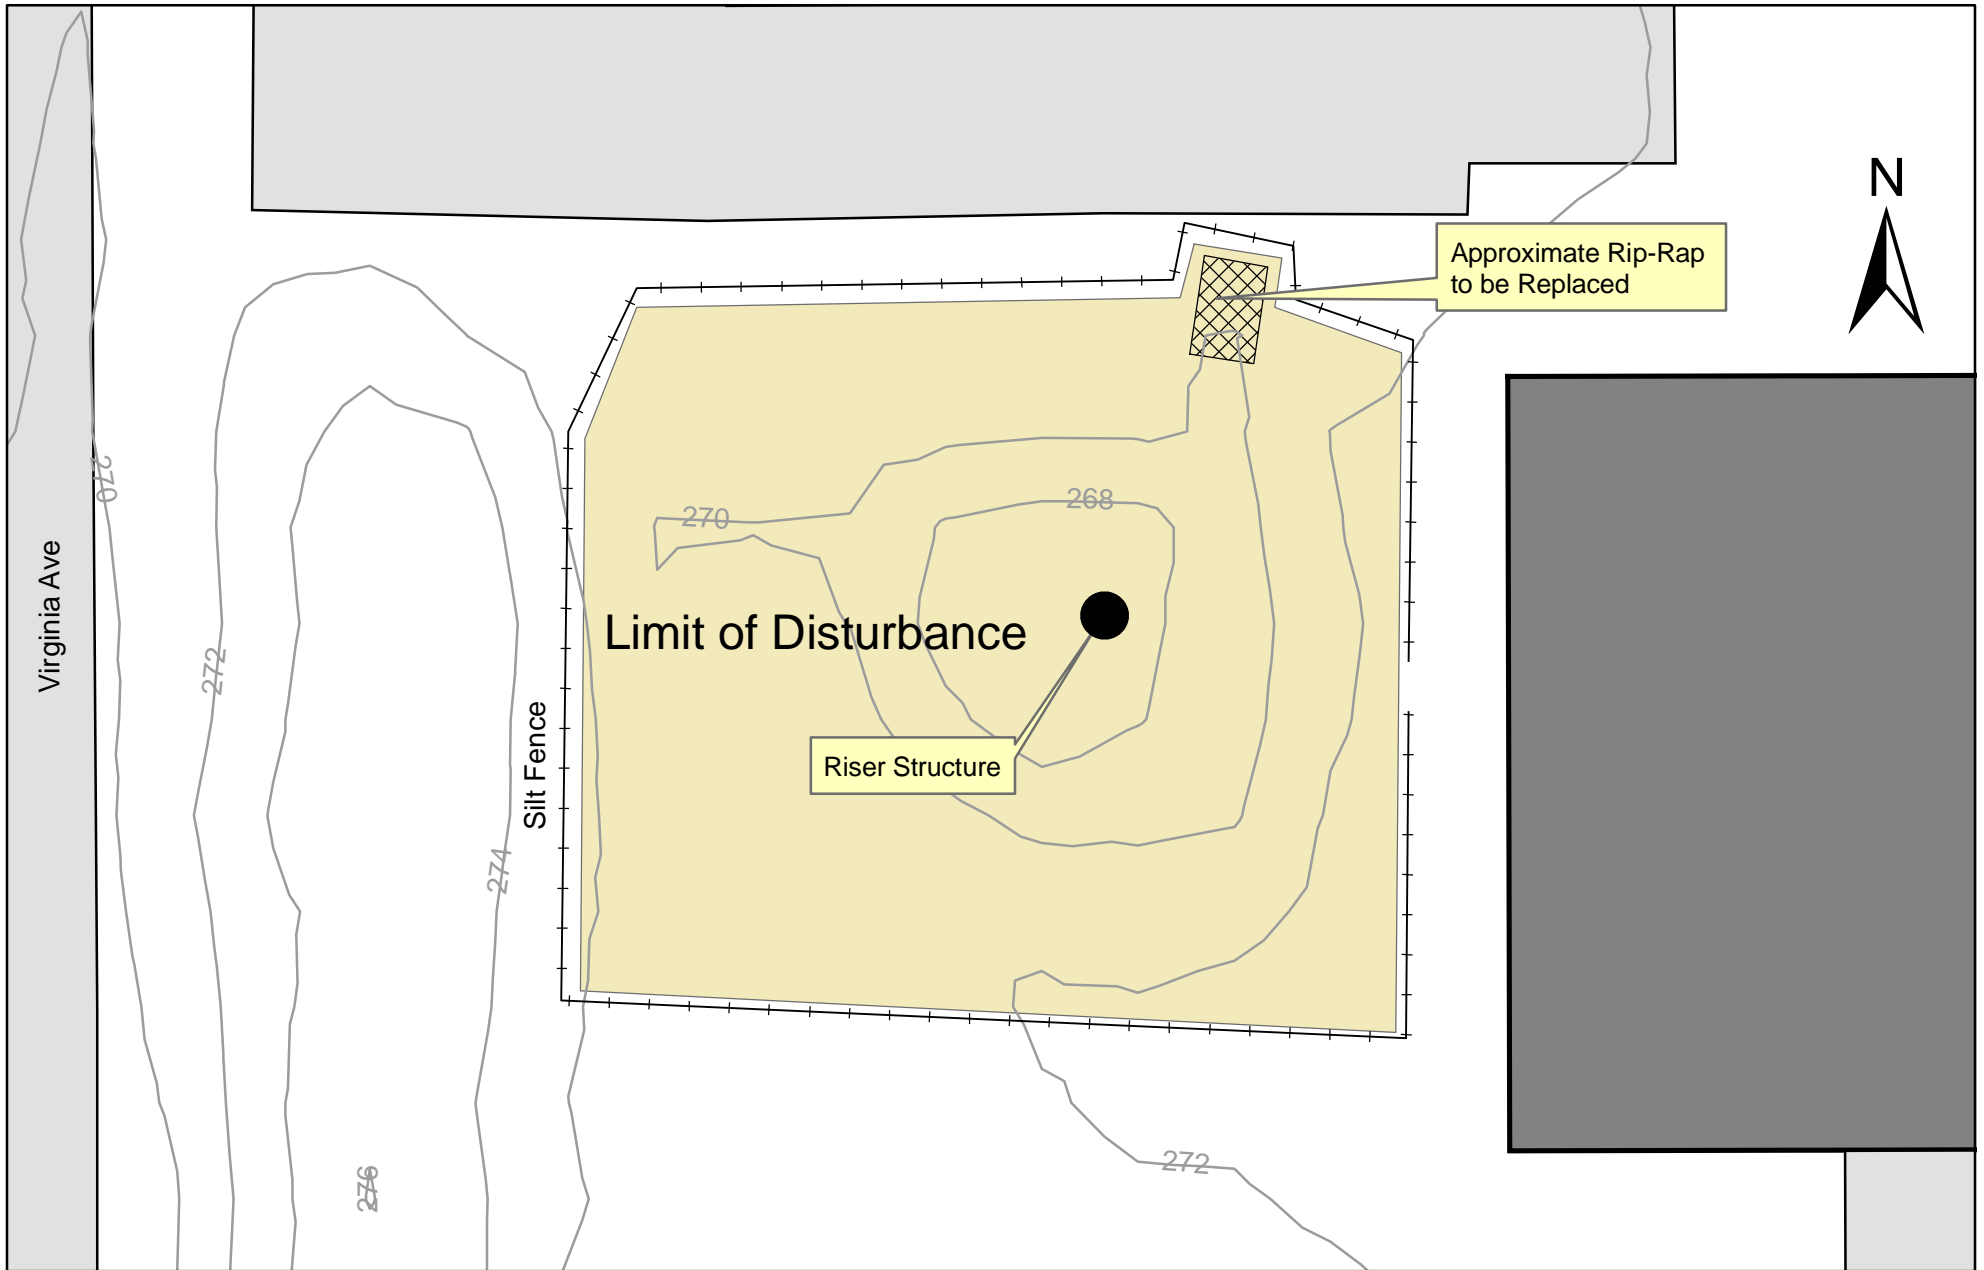 N
Approximate Rip-Rap
to be Replaced
270
270
268
Virginia Ave
Limit of Disturbance
272
Silt Fence
Riser Structure
274
272
276